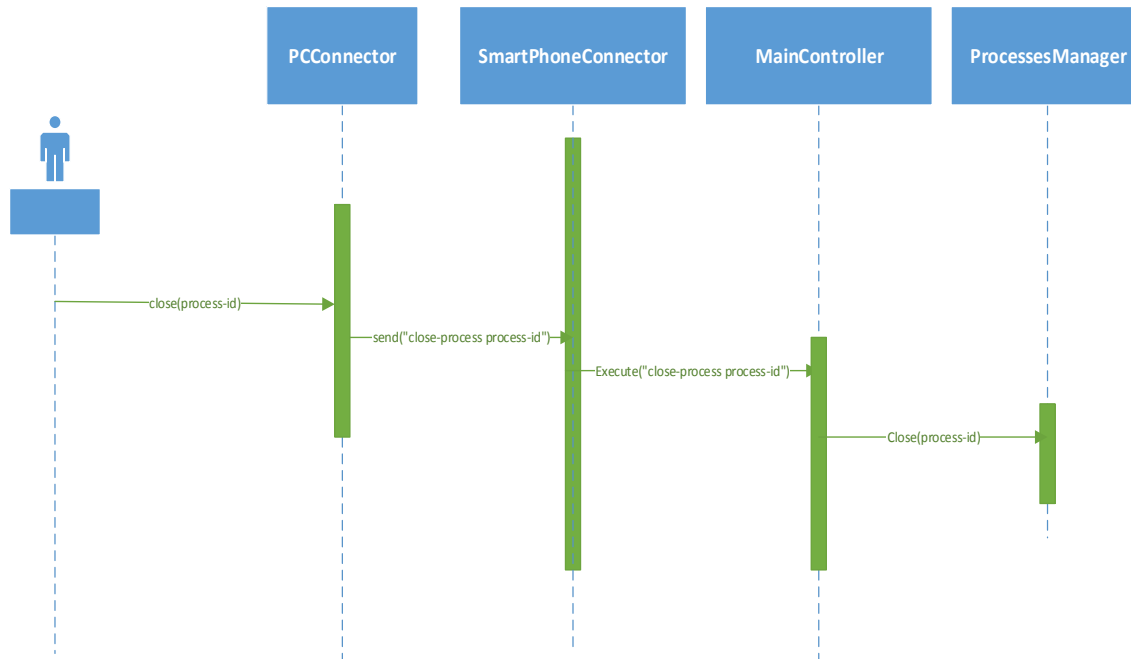 PCConnector
SmartPhoneConnector
MainController
ProcessesManager
close(process-id)
send("close-process process-id")
Execute("close-process process-id")
Close(process-id)